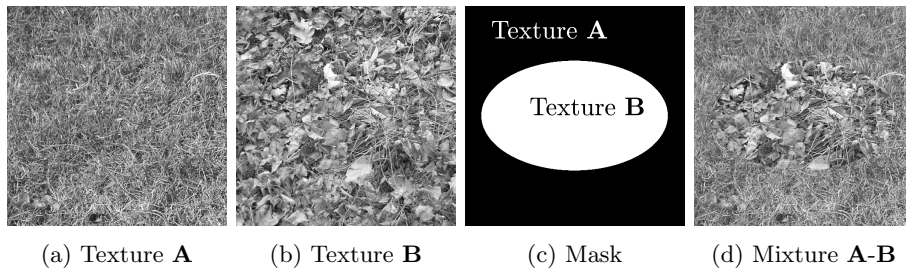 Texture A
Texture B
(a) Texture A
(b) Texture B
(c) Mask
(d) Mixture A-B